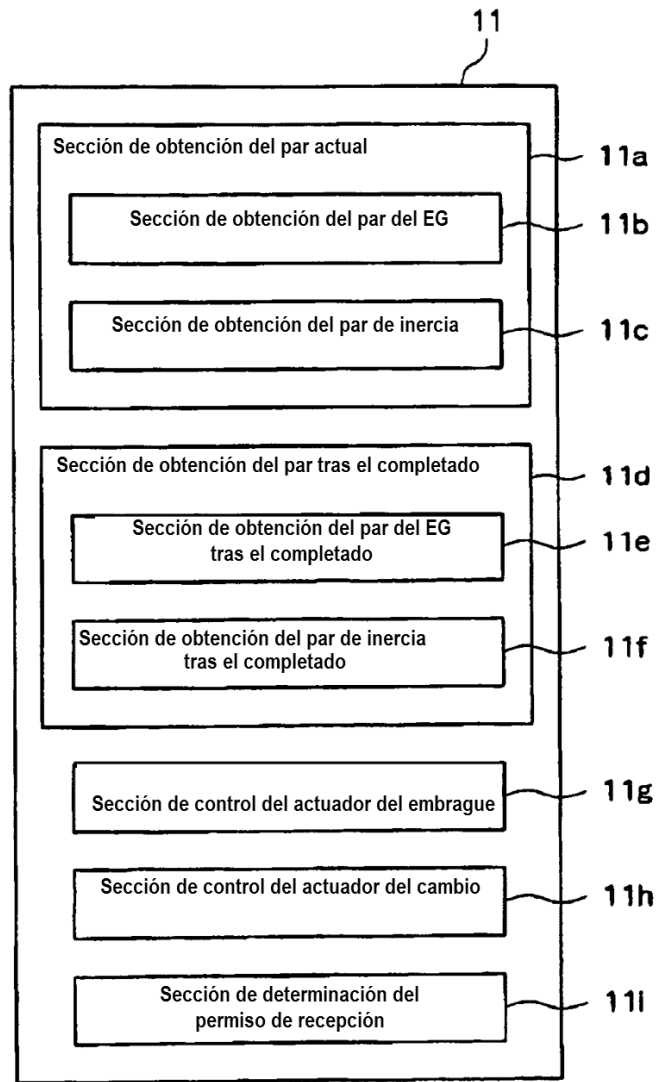 11
Sección de obtención del par actual
11a
Sección de obtención del par del EG
11b
Sección de obtención del par de inercia
11c
Sección de obtención del par tras el completado
11d
Sección de obtención del par del EG
tras el completado
11e
Sección de obtención del par de inercia
tras el completado
11f
Sección de control del actuador del embrague
11g
Sección de control del actuador del cambio
11h
Sección de determinación del
permiso de recepción
11i